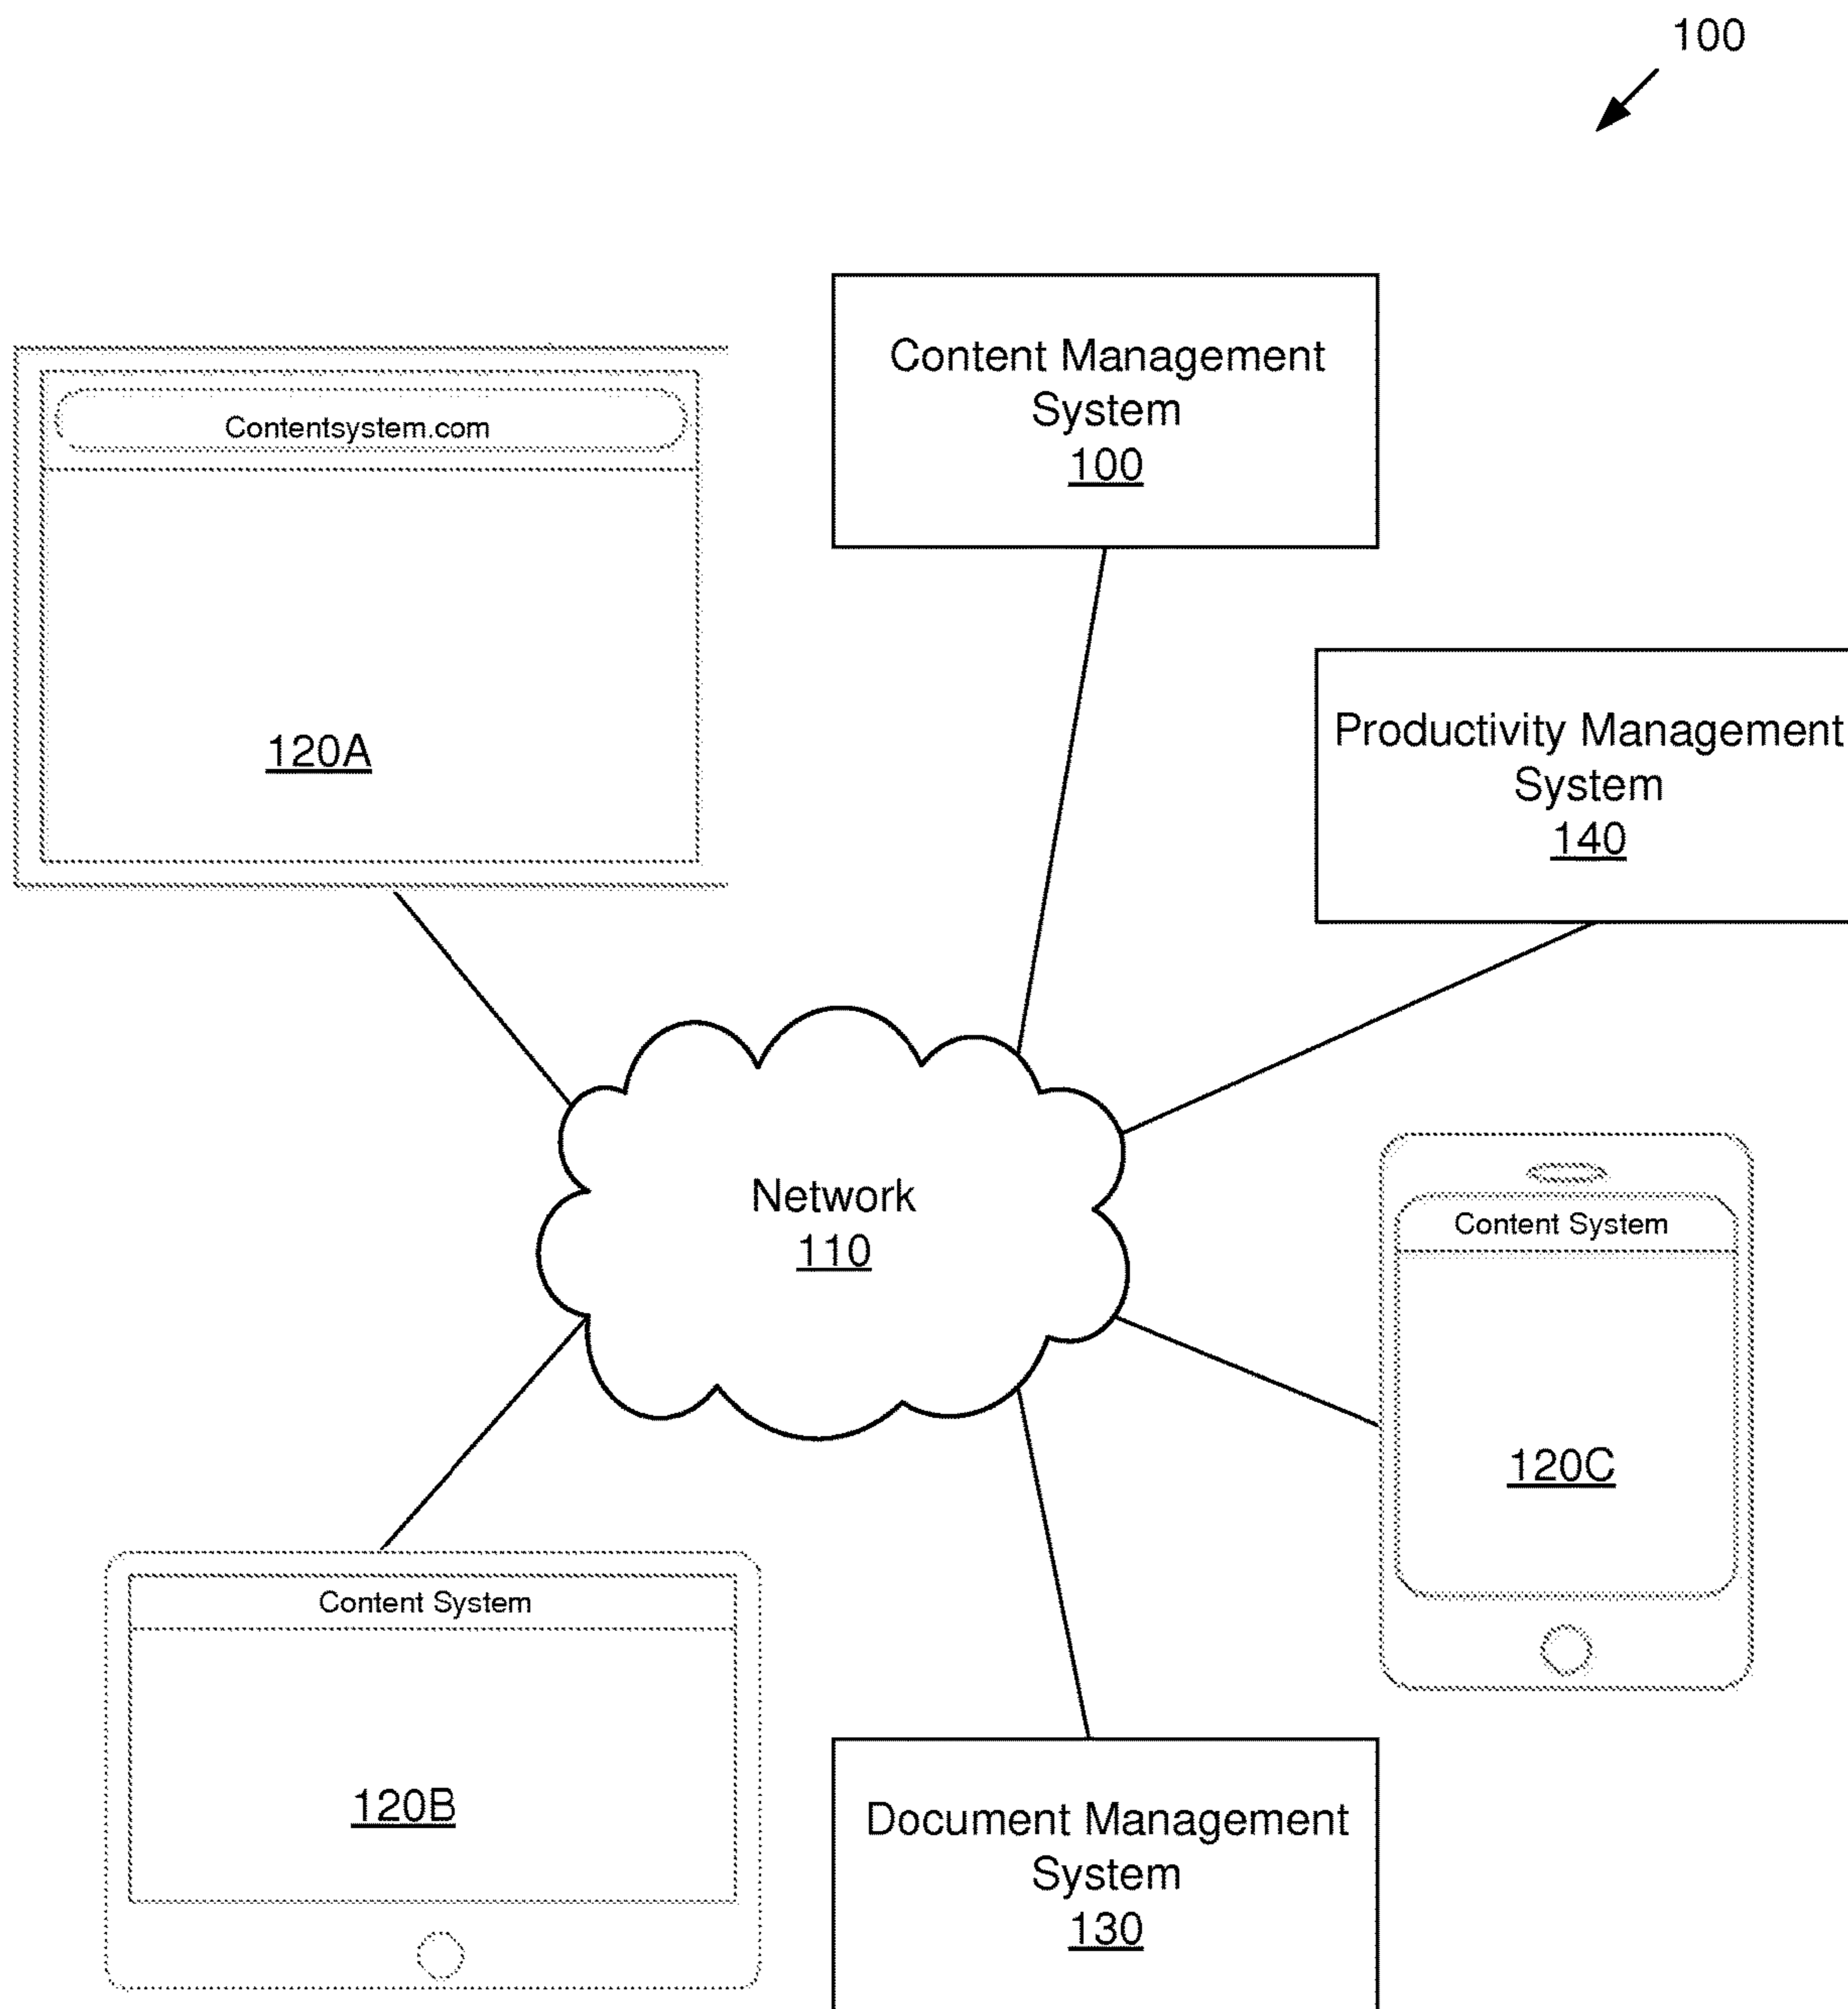 100
Content Management
System
100
Contentsystem.com
120A
Productivity Management
System
140
Network
110
Content System
120C
Content System
120B
Document Management
System
130